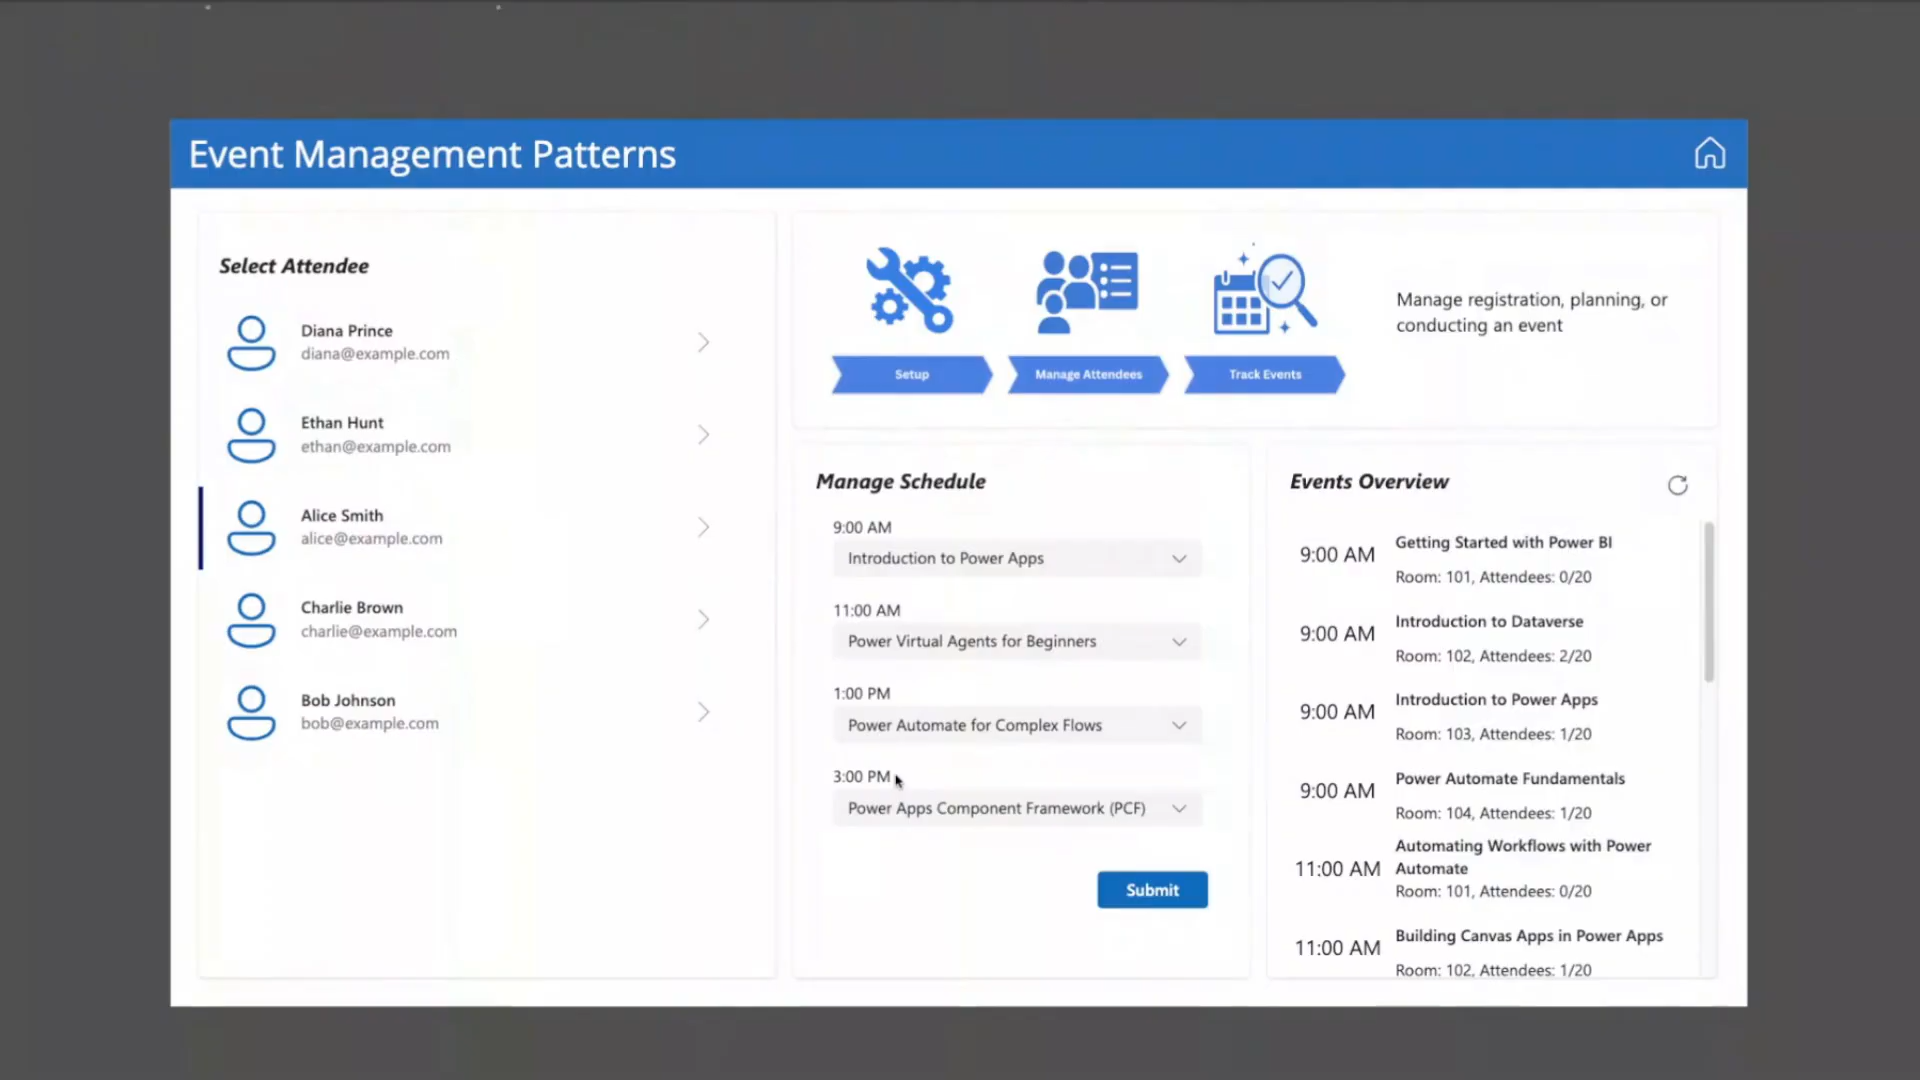 Event Management Patterns
Select Attendee
Diana Prince
diana@example.com
Ethan Hunt
ethan@example.com
Alice Smith
alice@example.com
Charlie Brown
charlie@example.com
Bob Johnson
bob@example.com
Setup
Manage Attendees
Track Events
Manage registration, planning, or
conducting an event
Manage Schedule
9:00 AM
Introduction to Power Apps
11:00 AM
Power Virtual Agents for Beginners
1:00 PM
Power Automate for Complex Flows
3:00 PM
Power Apps Component Framework (PCF)
Submit
Events Overview
9:00 AM
Getting Started with Power BI
Room: 101, Attendees: 0/20
9:00 AM
Introduction to Dataverse
Room: 102, Attendees: 2/20
9:00 AM
Introduction to Power Apps
Room: 103, Attendees: 1/20
9:00 AM
Power Automate Fundamentals
Room: 104, Attendees: 1/20
11:00 AM
Automating Workflows with Power
Automate
Room: 101, Attendees: 0/20
11:00 AM
Building Canvas Apps in Power Apps
Room: 102, Attendees: 1/20